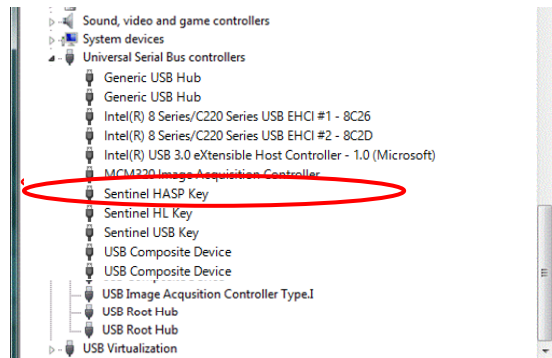 Sound, video and game controllers
System devices
Universal Serial Bus controllers
Generic USB Hub
Generic USB Hub
Intel(R) 8 Series/C220 Series USB EHCI #1 - 8C26
Intel(R) 8 Series/C220 Series USB EHCI #2 - 8C2D
Intel(R) USB 3.0 eXtensible Host Controller - 1.0 (Microsoft)
MCM320 Image Acquisition Controller
Sentinel HASP Key
Sentinel HL Key
Sentinel USB Key
USB Composite Device
USB Composite Device
USB Image Acqusition Controller Type.I
USB Root Hub
USB Root Hub
USB Virtualization